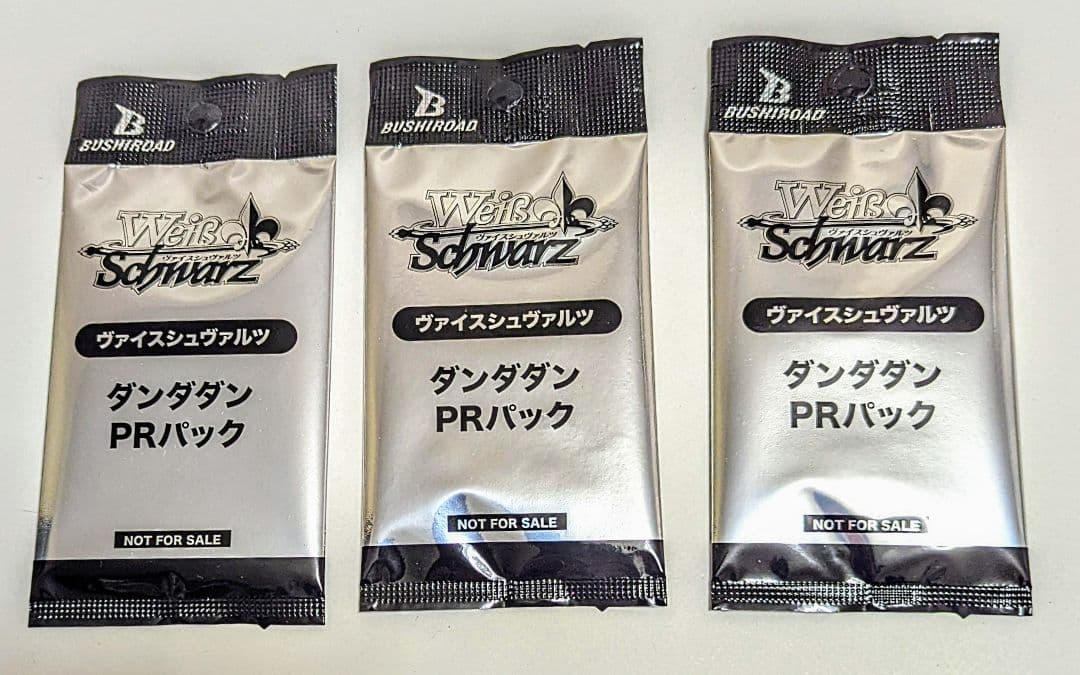 B
BUSHIROAD
Weiß
ヴァイスシュヴァルツ
Schwarz
ヴァイスシュヴァルツ
ダンダダン
PRパック
NOT FOR SALE
B
BUSHIROAD
Weiß
ヴァイスシュヴァルツ
Schwarz
ヴァイスシュヴァルツ
ダンダダン
PRパック
NOT FOR SALE
B
BUSHIROAD
Weiß
ヴァイスシュヴァルツ
Schwarz
ヴァイスシュヴァルツ
ダンダダン
PRパック
NOT FOR SALE